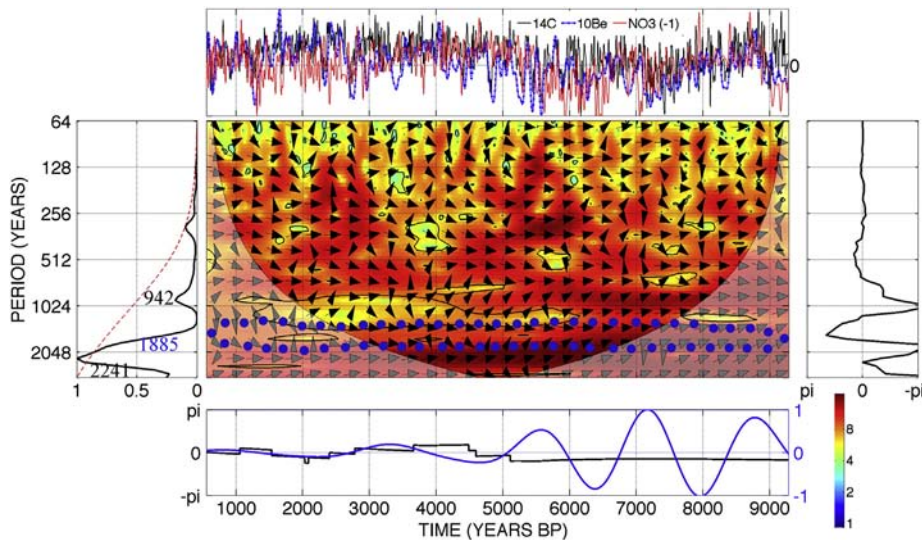 14C 10Be NO3 (-1)
0
64
128
256
512
1024
2048
PERIOD (YEARS)
942
1885
2241
1 0.5 0
pi 0 -pi
pi
0
-pi
1
0
-1
1000 2000 3000 4000 5000 6000 7000 8000 9000
TIME (YEARS BP)
8
4
2
1